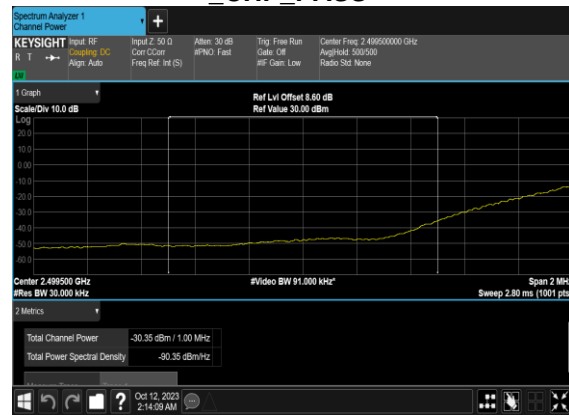 Spectrum Analyzer 1
Channel Power
+
KEYSIGHT Input: RF Input Z: 50 Ω Atten: 30 dB Trig: Free Run Center Freq: 2.499500000 GHz
R T Coupling: DC Corr CCorr #PNO: Fast Gate: Off Avg|Hold: 500/500
Align: Auto Freq Ref: Int (S) #IF Gain: Low Radio Std: None
1 Graph
Ref Lvl Offset 8.60 dB
Scale/Div 10.0 dB Ref Value 30.00 dBm
Log
20.0
10.0
0.00
-10.0
-20.0
-30.0
-40.0
-50.0
-60.0
Center 2.499500 GHz #Video BW 91.000 kHz* Span 2 MHz
#Res BW 30.000 kHz Sweep 2.80 ms (1001 pts
2 Metrics
Total Channel Power -30.35 dBm / 1.00 MHz
Total Power Spectral Density -90.35 dBm/Hz
?
Oct 12, 2023
2:14:09 AM